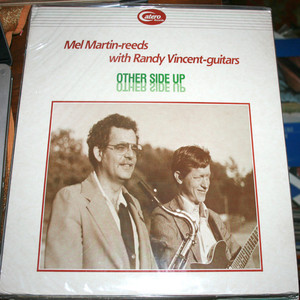 Catero
Mel Martin-reeds
with Randy Vincent-guitars
OTHER SIDE UP
OTHER SIDE UP